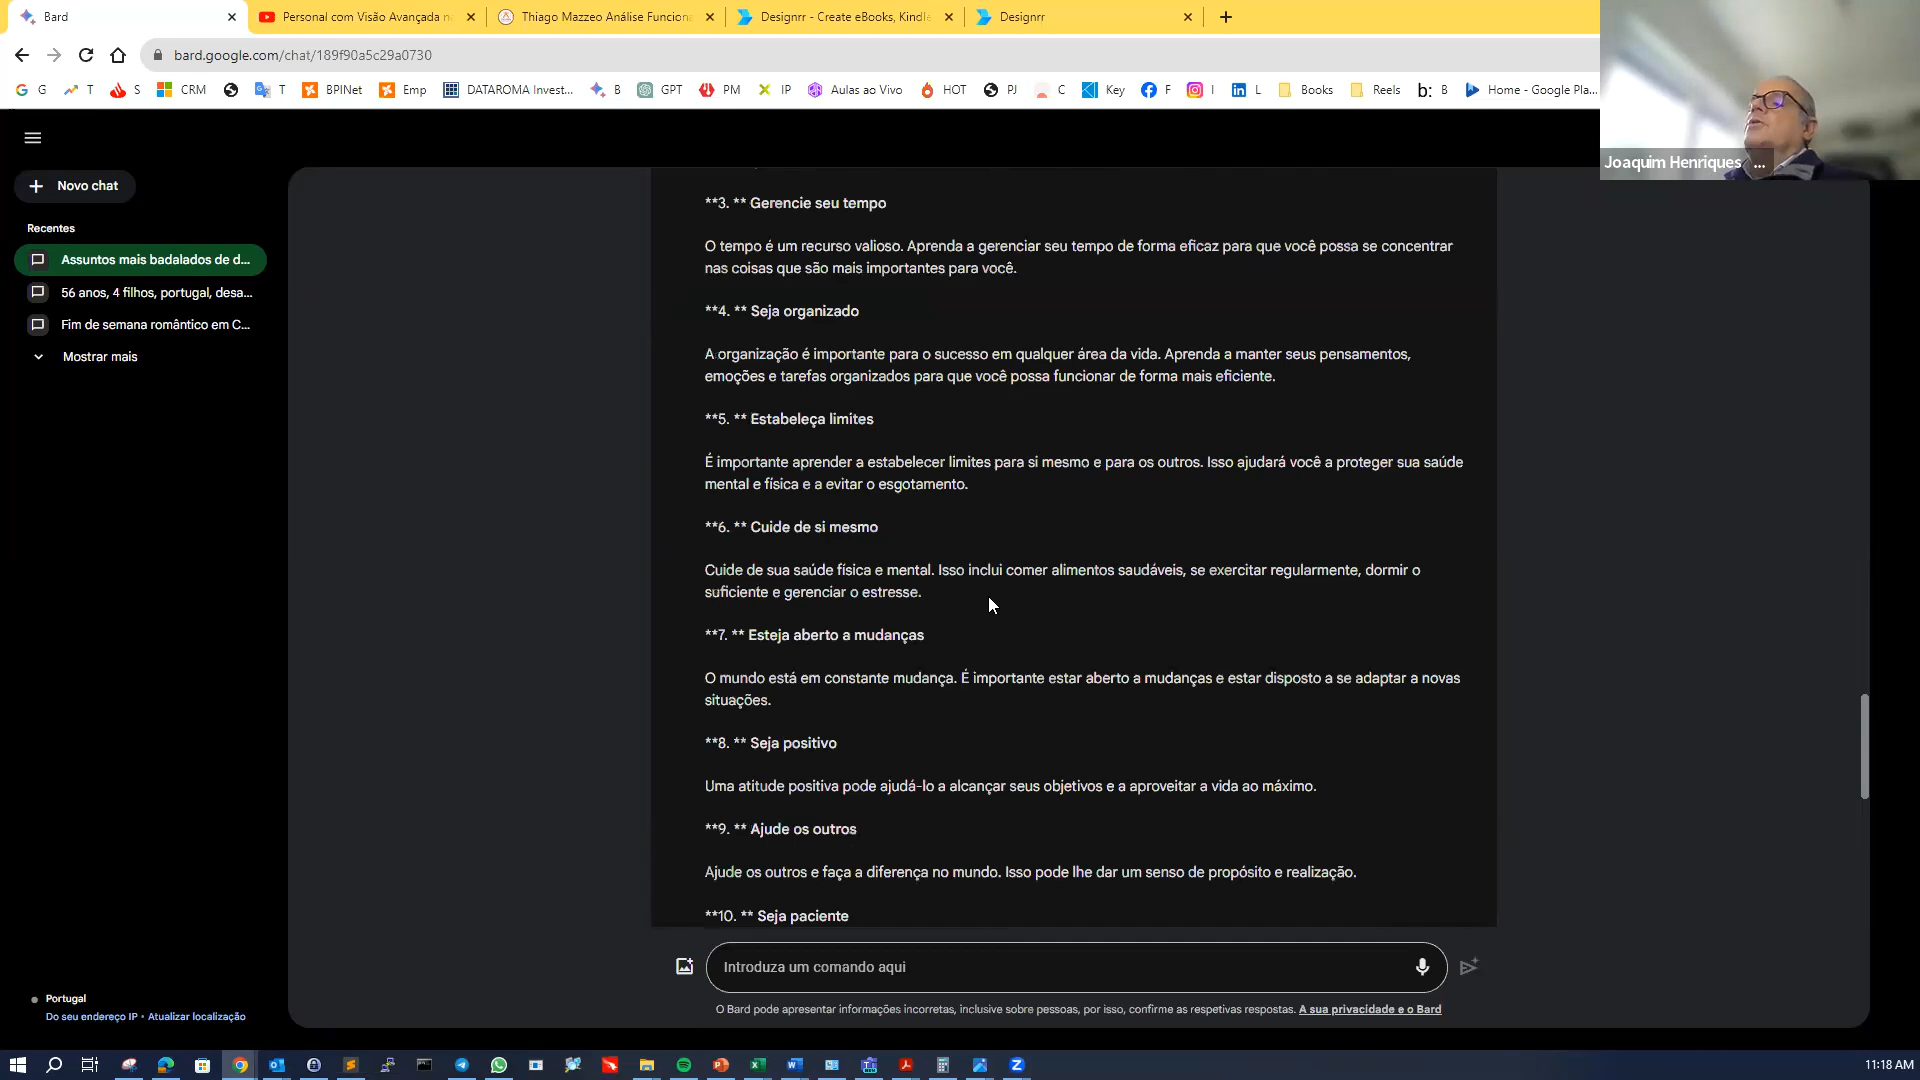 Bard
Personal com Visão Avançada n
Thiago Mazzeo Análise Funciona
Designrr - Create eBooks, Kindle
Designrr
bard.google.com/chat/189f90a5c29a0730
G
T
S
CRM
T
BPINet
Emp
DATAROMA Invest...
B
GPT
PM
IP
Aulas ao Vivo
HOT
PJ
C
Key
F
I
L
Books
Reels
b: B
Home - Google Pla...
Joaquim Henriques ...
Novo chat
Recentes
Assuntos mais badalados de d...
56 anos, 4 filhos, portugal, desa...
Fim de semana romântico em C...
Mostrar mais
**3. ** Gerencie seu tempo
O tempo é um recurso valioso. Aprenda a gerenciar seu tempo de forma eficaz para que você possa se concentrar
nas coisas que são mais importantes para você.
**4. ** Seja organizado
A organização é importante para o sucesso em qualquer área da vida. Aprenda a manter seus pensamentos,
emoções e tarefas organizados para que você possa funcionar de forma mais eficiente.
**5. ** Estabeleça limites
É importante aprender a estabelecer limites para si mesmo e para os outros. Isso ajudará você a proteger sua saúde
mental e física e a evitar o esgotamento.
**6. ** Cuide de si mesmo
Cuide de sua saúde física e mental. Isso inclui comer alimentos saudáveis, se exercitar regularmente, dormir o
suficiente e gerenciar o estresse.
**7. ** Esteja aberto a mudanças
O mundo está em constante mudança. É importante estar aberto a mudanças e estar disposto a se adaptar a novas
situações.
**8. ** Seja positivo
Uma atitude positiva pode ajudá-lo a alcançar seus objetivos e a aproveitar a vida ao máximo.
**9. ** Ajude os outros
Ajude os outros e faça a diferença no mundo. Isso pode lhe dar um senso de propósito e realização.
**10. ** Seja paciente
Introduza um comando aqui
O Bard pode apresentar informações incorretas, inclusive sobre pessoas, por isso, confirme as respetivas respostas. A sua privacidade e o Bard
Portugal
Do seu endereço IP • Atualizar localização
11:18 AM